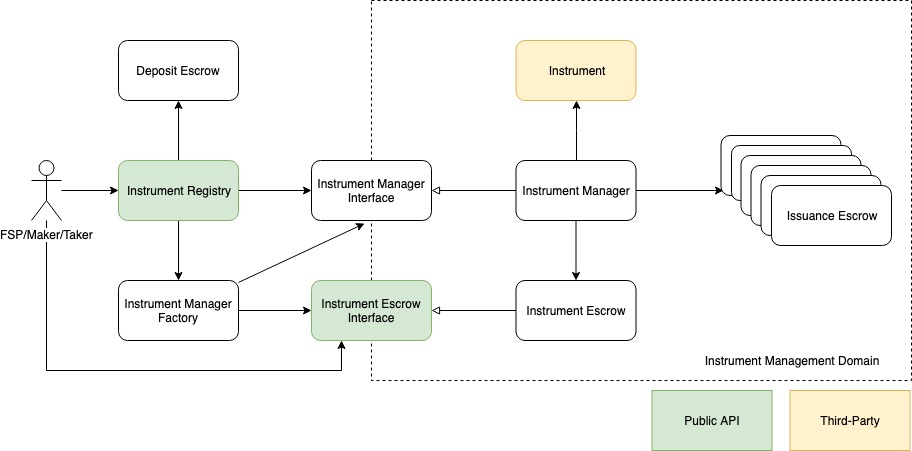 Deposit Escrow
Instrument
Instrument Registry
Instrument Manager
Interface
Instrument Manager
Issuance Escrow
FSP/Maker/Taker
Instrument Manager
Factory
Instrument Escrow
Interface
Instrument Escrow
Instrument Management Domain
Public API
Third-Party